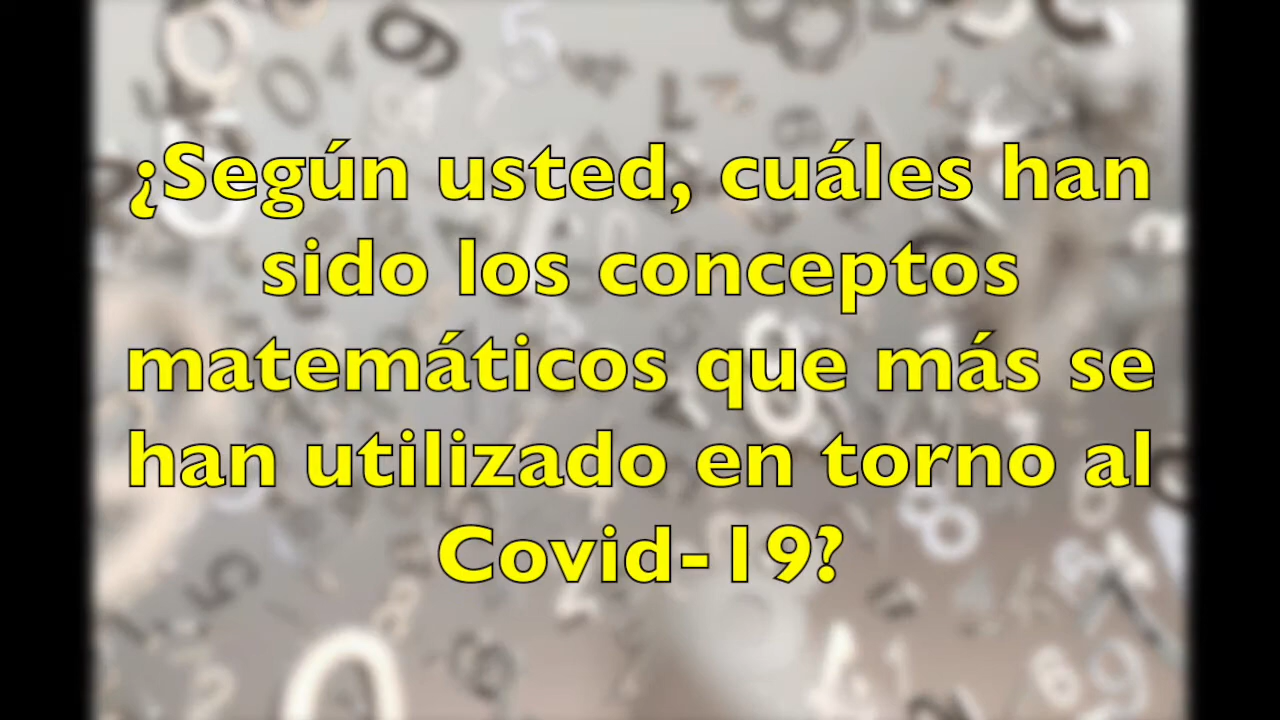 ¿Según usted, cuáles han
sido los conceptos
matemáticos que más se
han utilizado en torno al
Covid-19?